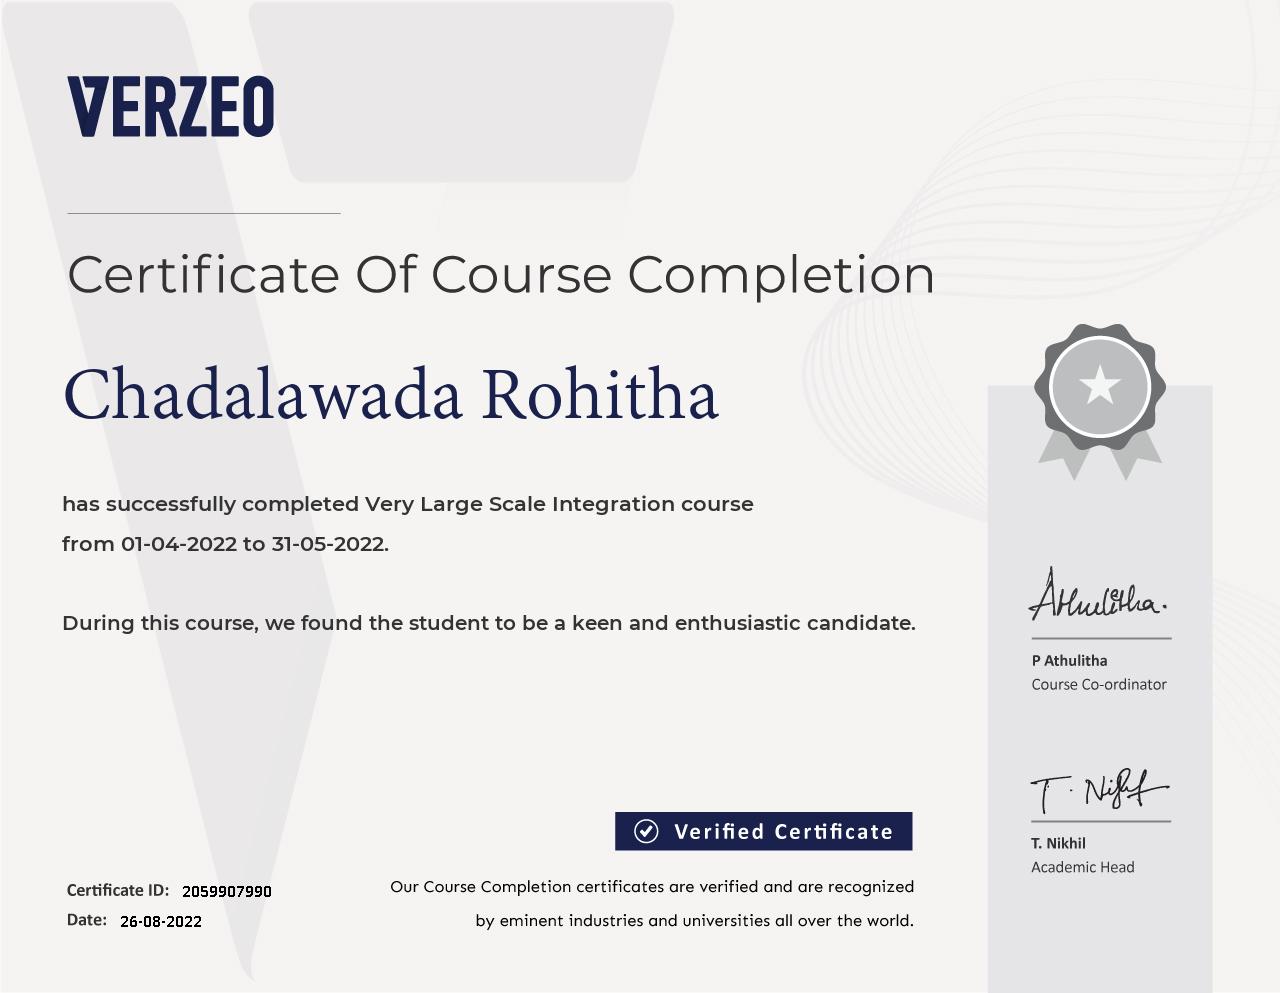 VERZEO
Certificate Of Course Completion
Chadalawada Rohitha
has successfully completed Very Large Scale Integration course
from 01-04-2022 to 31-05-2022.
During this course, we found the student to be a keen and enthusiastic candidate.
Athulitha.
P Athulitha
Course Co-ordinator
T. Nikhil
T. Nikhil
Academic Head
Verified Certificate
Our Course Completion certificates are verified and are recognized
by eminent industries and universities all over the world.
Certificate ID: 2059907990
Date: 26-08-2022